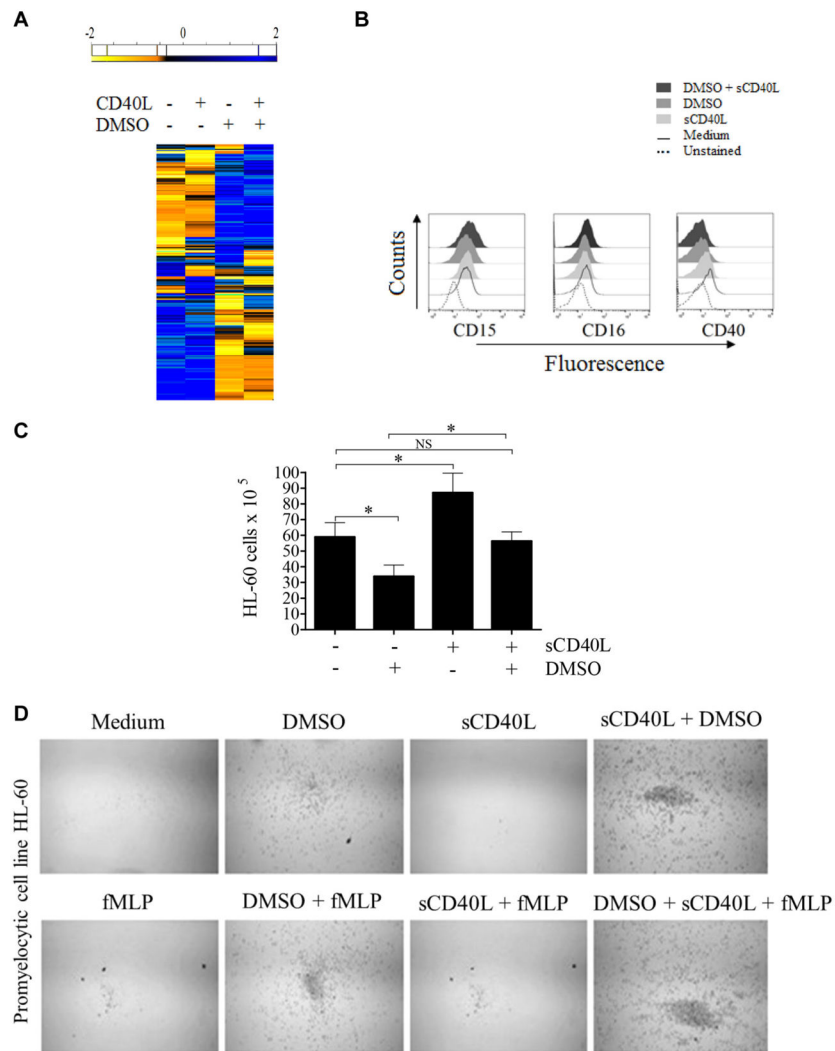 A
-2 0 2
CD40L - + - +
DMSO - - + +
B
DMSO + sCD40L
DMSO
sCD40L
Medium
Unstained
Counts
CD15 CD16 CD40
Fluorescence
C
*
NS
*
*
HL-60 cells x 10 5
100
90
80
70
60
50
40
30
20
10
0
- - + + sCD40L
- + - + DMSO
D
Promyelocytic cell line HL-60
Medium DMSO sCD40L sCD40L + DMSO
fMLP DMSO + fMLP sCD40L + fMLP DMSO + sCD40L + fMLP